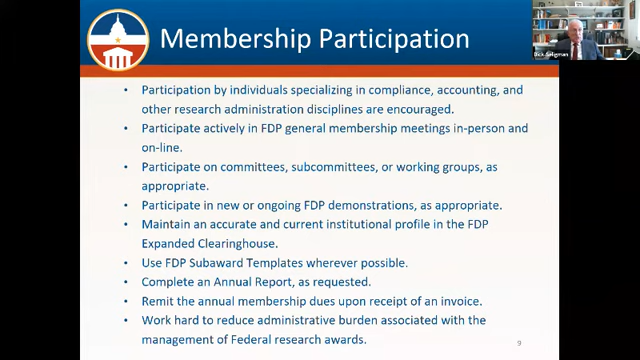 Membership Participation
Dick Seligman
• Participation by individuals specializing in compliance, accounting, and
other research administration disciplines are encouraged.
• Participate actively in FDP general membership meetings in-person and
on-line.
• Participate on committees, subcommittees, or working groups, as
appropriate.
• Participate in new or ongoing FDP demonstrations, as appropriate.
• Maintain an accurate and current institutional profile in the FDP
Expanded Clearinghouse.
• Use FDP Subaward Templates wherever possible.
• Complete an Annual Report, as requested.
• Remit the annual membership dues upon receipt of an invoice.
• Work hard to reduce administrative burden associated with the
management of Federal research awards.
9